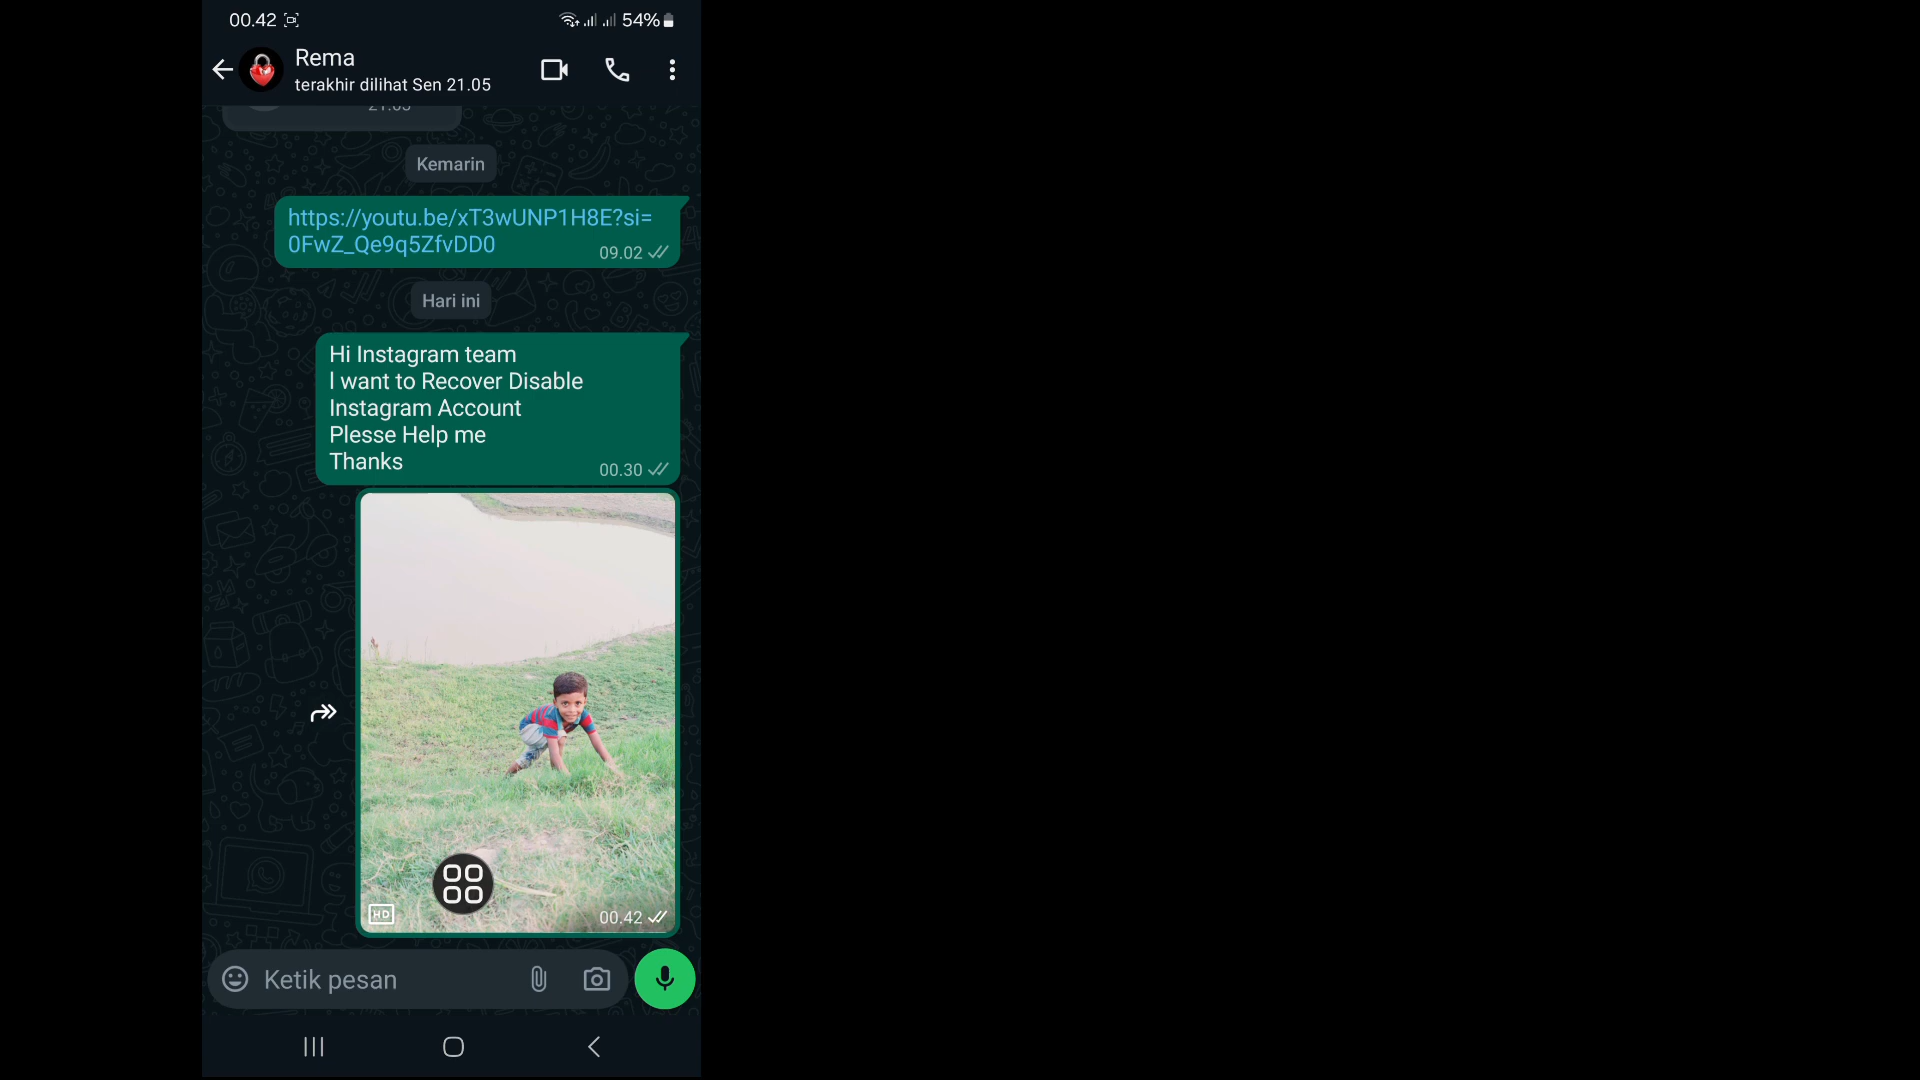 00.42 54%
Rema
terakhir dilihat Sen 21.05
Kemarin
https://youtu.be/xT3wUNP1H8E?si=
0FwZ_Qe9q5ZfvDD0
09.02
Hari ini
Hi Instagram team
I want to Recover Disable
Instagram Account
Plesse Help me
Thanks
00.30
HD
00.42
Ketik pesan